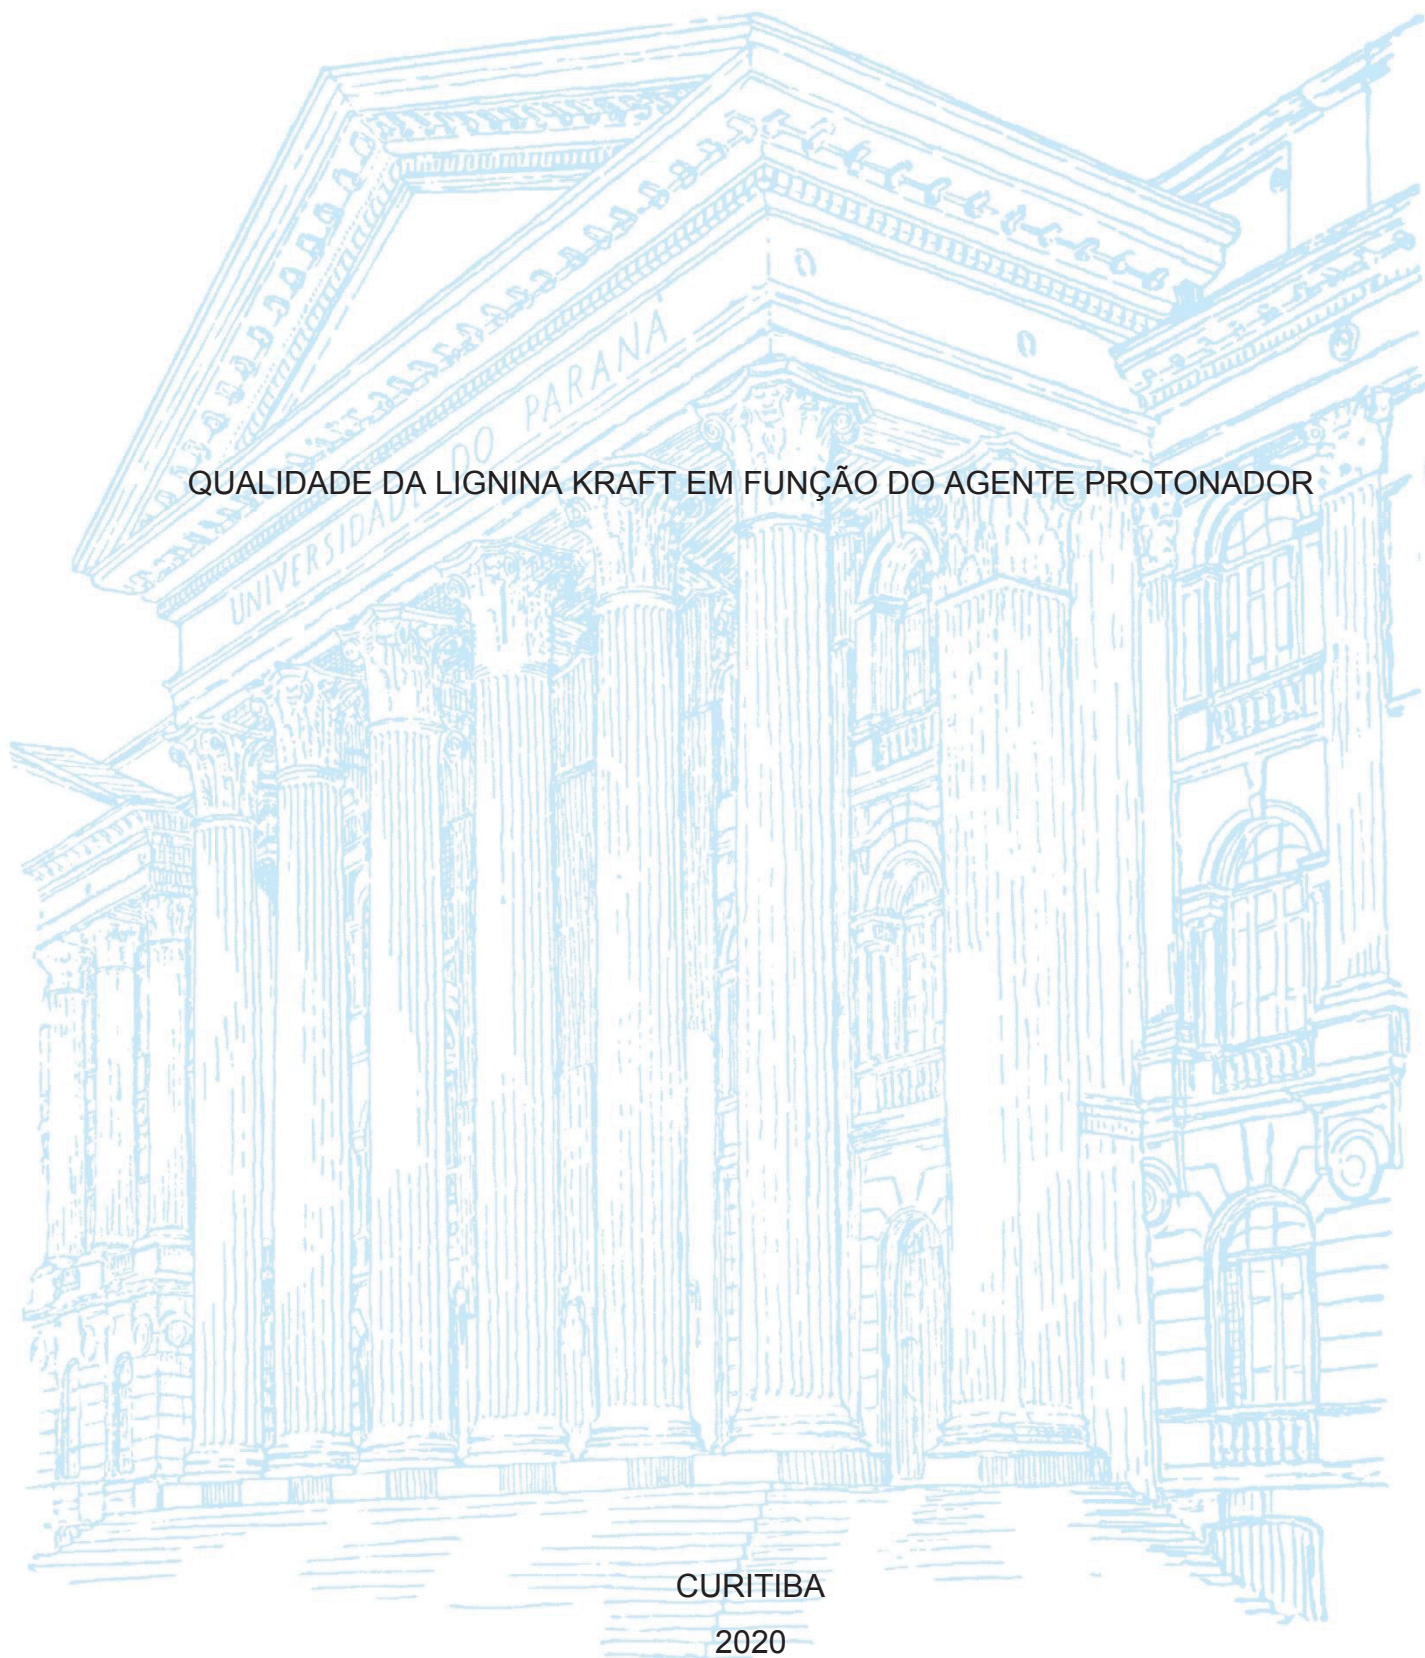 UNIVERSIDADE DO PARANÁ
QUALIDADE DA LIGNINA KRAFT EM FUNÇÃO DO AGENTE PROTONADOR
CURITIBA
2020